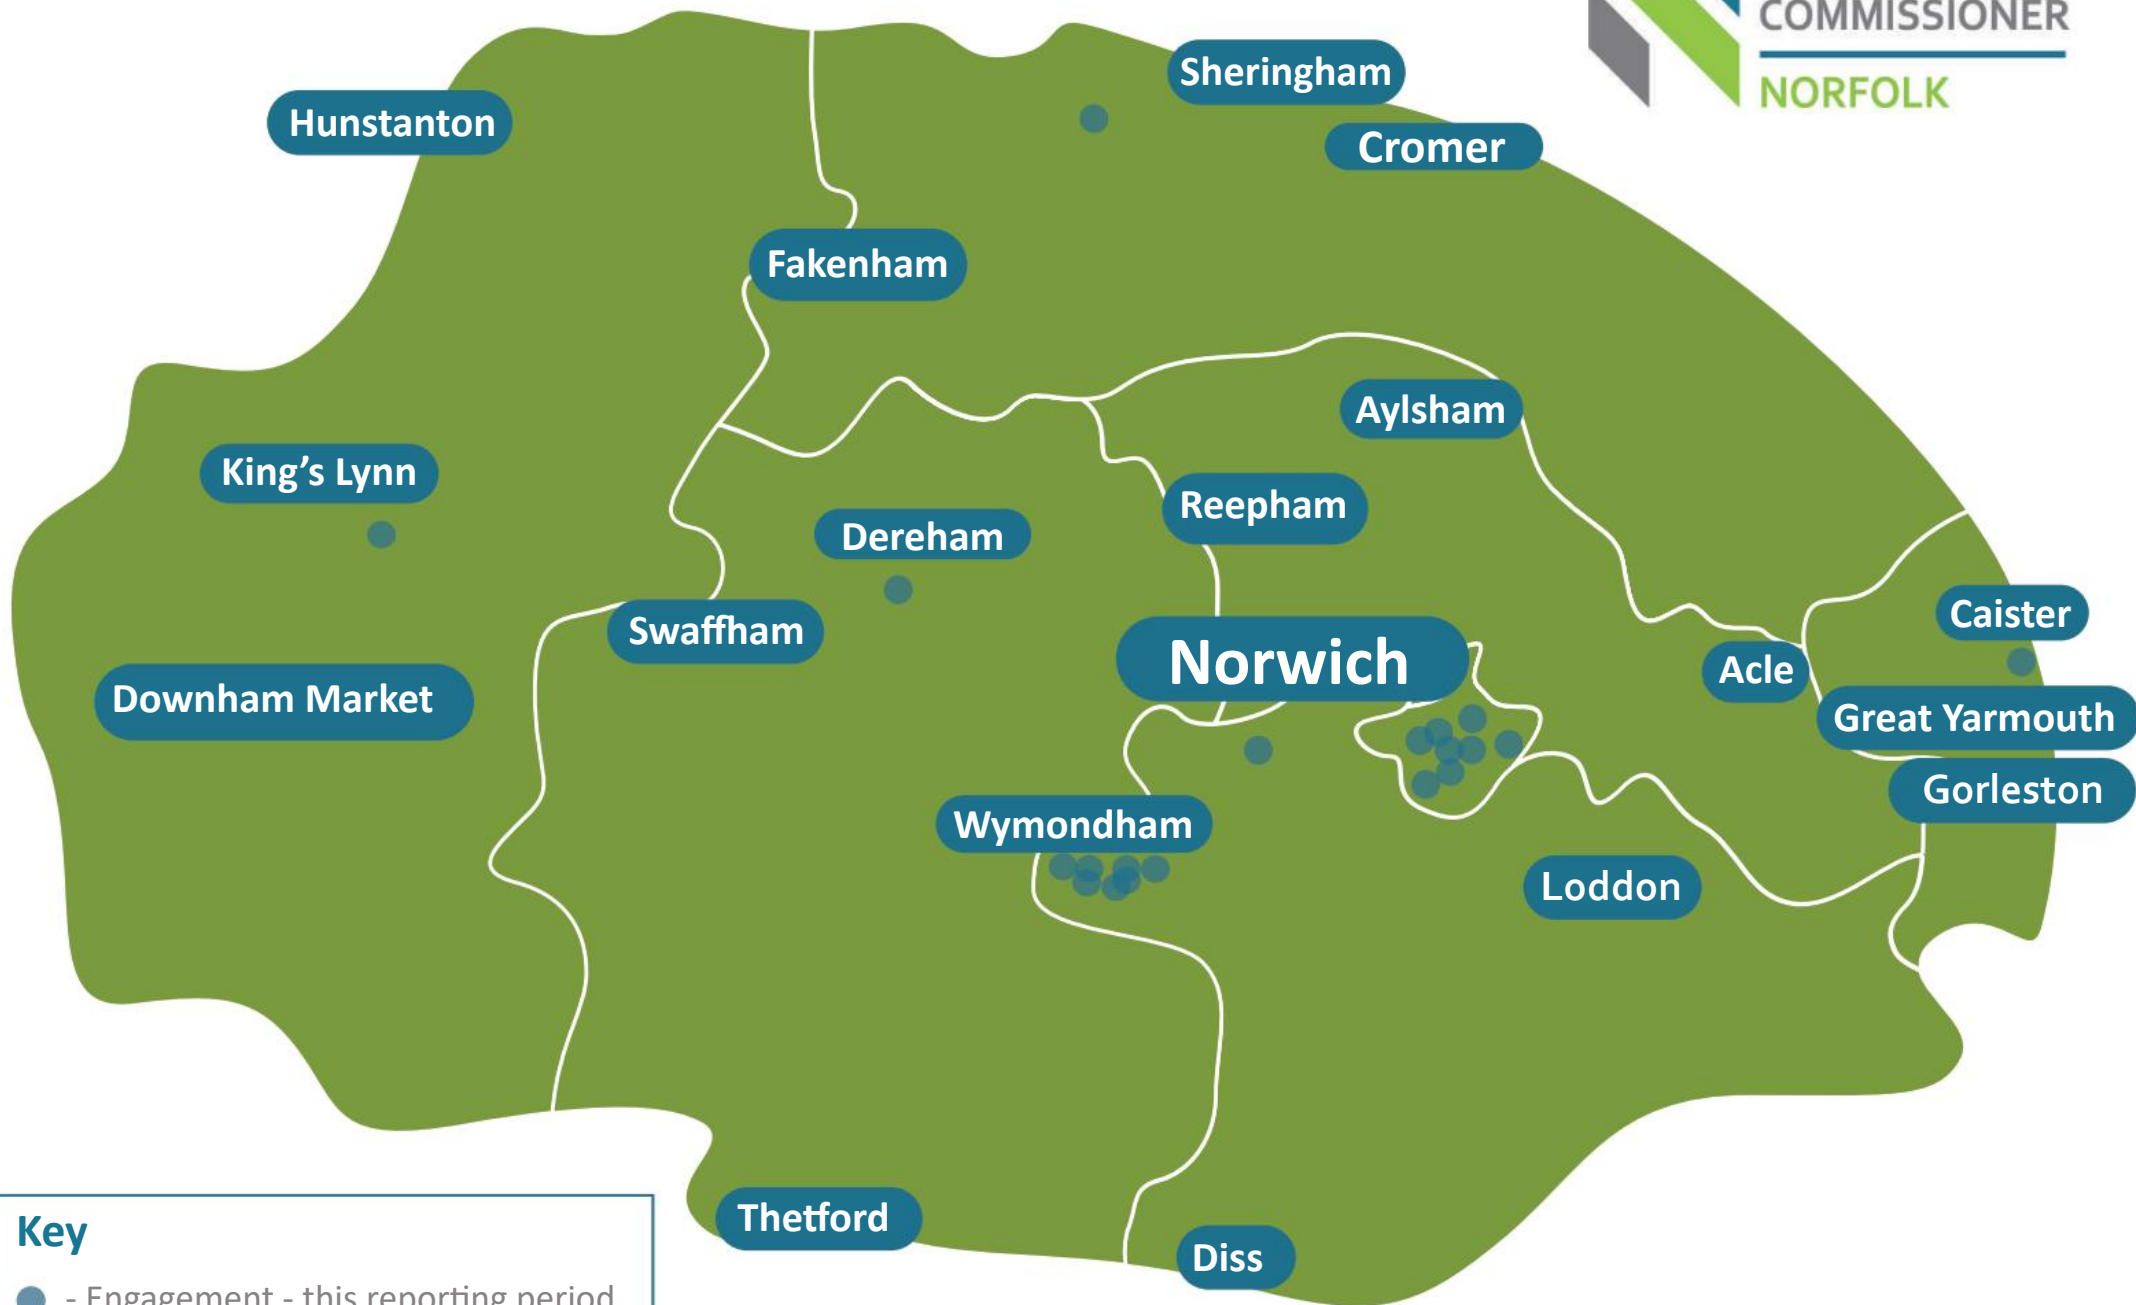 COMMISSIONER
NORFOLK
Sheringham
Hunstanton
Cromer
Fakenham
Aylsham
King’s Lynn
Reepham
Dereham
Caister
Swaffham
Norwich
Acle
Downham Market
Great Yarmouth
Gorleston
Wymondham
Loddon
Thetford
Diss
Key
- Engagement - this reporting period